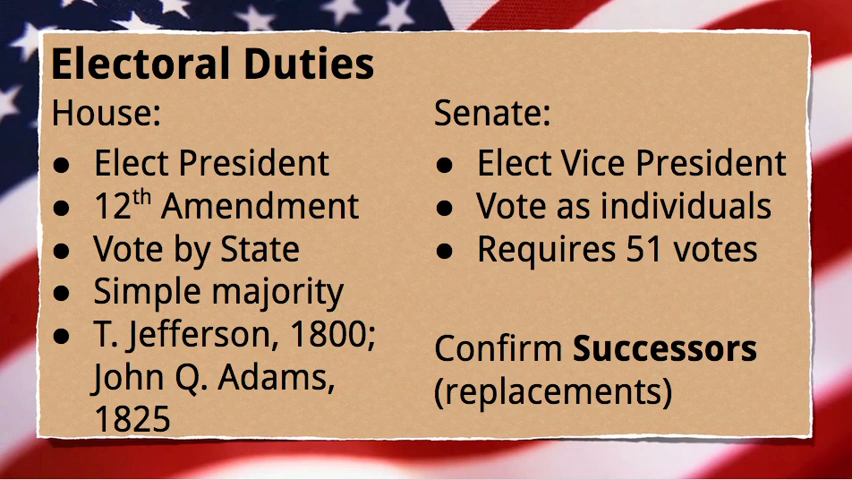 Electoral Duties
House:
● Elect President
● 12th Amendment
● Vote by State
● Simple majority
● T. Jefferson, 1800;
John Q. Adams,
1825
Senate:
● Elect Vice President
● Vote as individuals
● Requires 51 votes
Confirm Successors
(replacements)